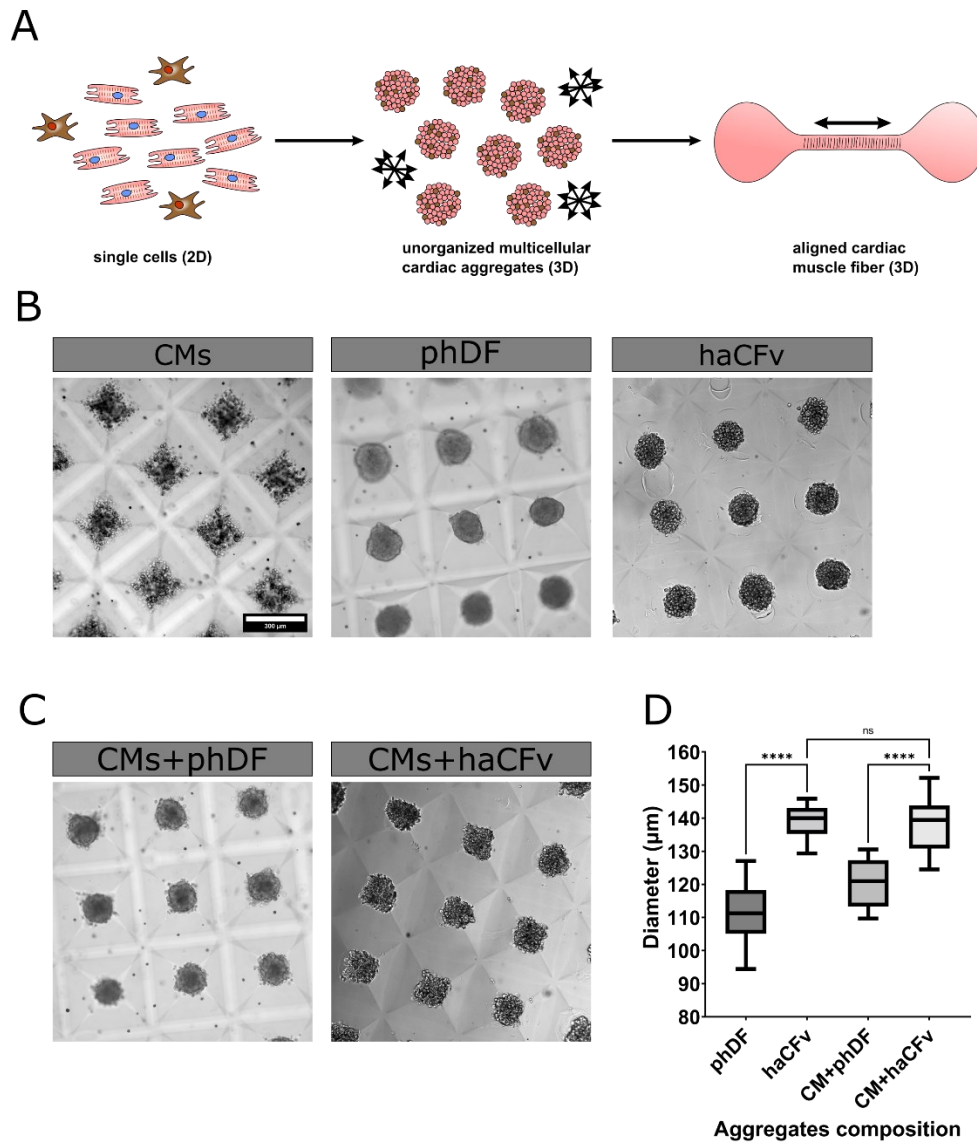 A
single cells (2D)
unorganized multicellular
cardiac aggregates (3D)
aligned cardiac
muscle fiber (3D)
B
CMs
phDF
haCFv
300 µm
C
CMs+phDF
CMs+haCFv
D
ns
****
****
160
150
140
130
120
110
100
90
80
Diameter (µm)
phDF
haCFv
CM+phDF
CM+haCFv
Aggregates composition